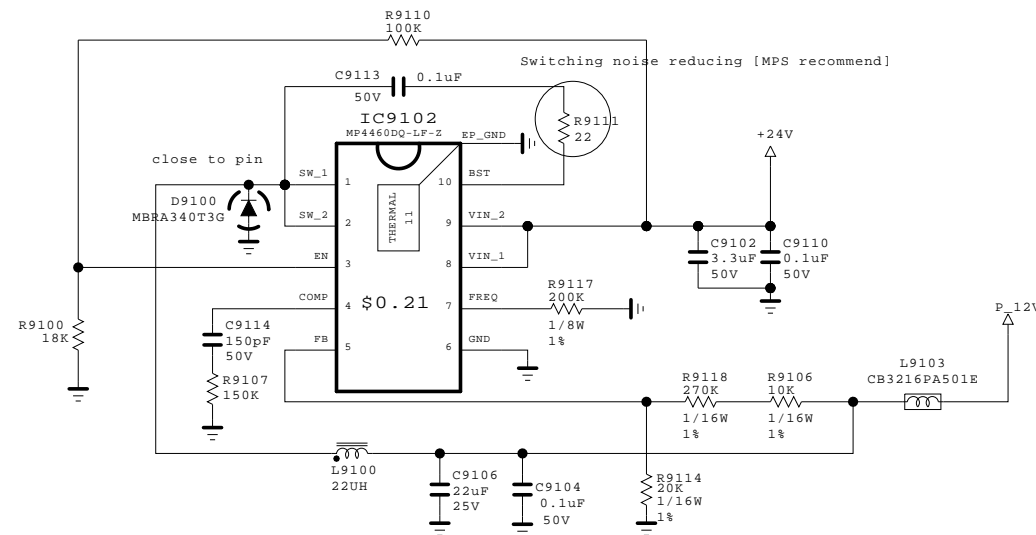 R9110
100K
Switching noise reducing [MPS recommend]
C9113
0.1uF
50V
IC9102
MP4460DQ-LF-Z
EP_GND
R9111
22
+24V
close to pin
SW_1
1
10
BST
D9100
MBRA340T3G
THERMAL
11
SW_2
2
9
VIN_2
C9102
3.3uF
50V
C9110
0.1uF
50V
EN
3
8
VIN_1
R9117
200K
1/8W
1%
COMP
4
$0.21
7
FREQ
R9100
18K
C9114
150pF
50V
P_12V
FB
5
6
GND
R9107
150K
L9103
CB3216PA501E
R9118
270K
1/16W
1%
R9106
10K
1/16W
1%
L9100
22UH
C9106
22uF
25V
C9104
0.1uF
50V
R9114
20K
1/16W
1%